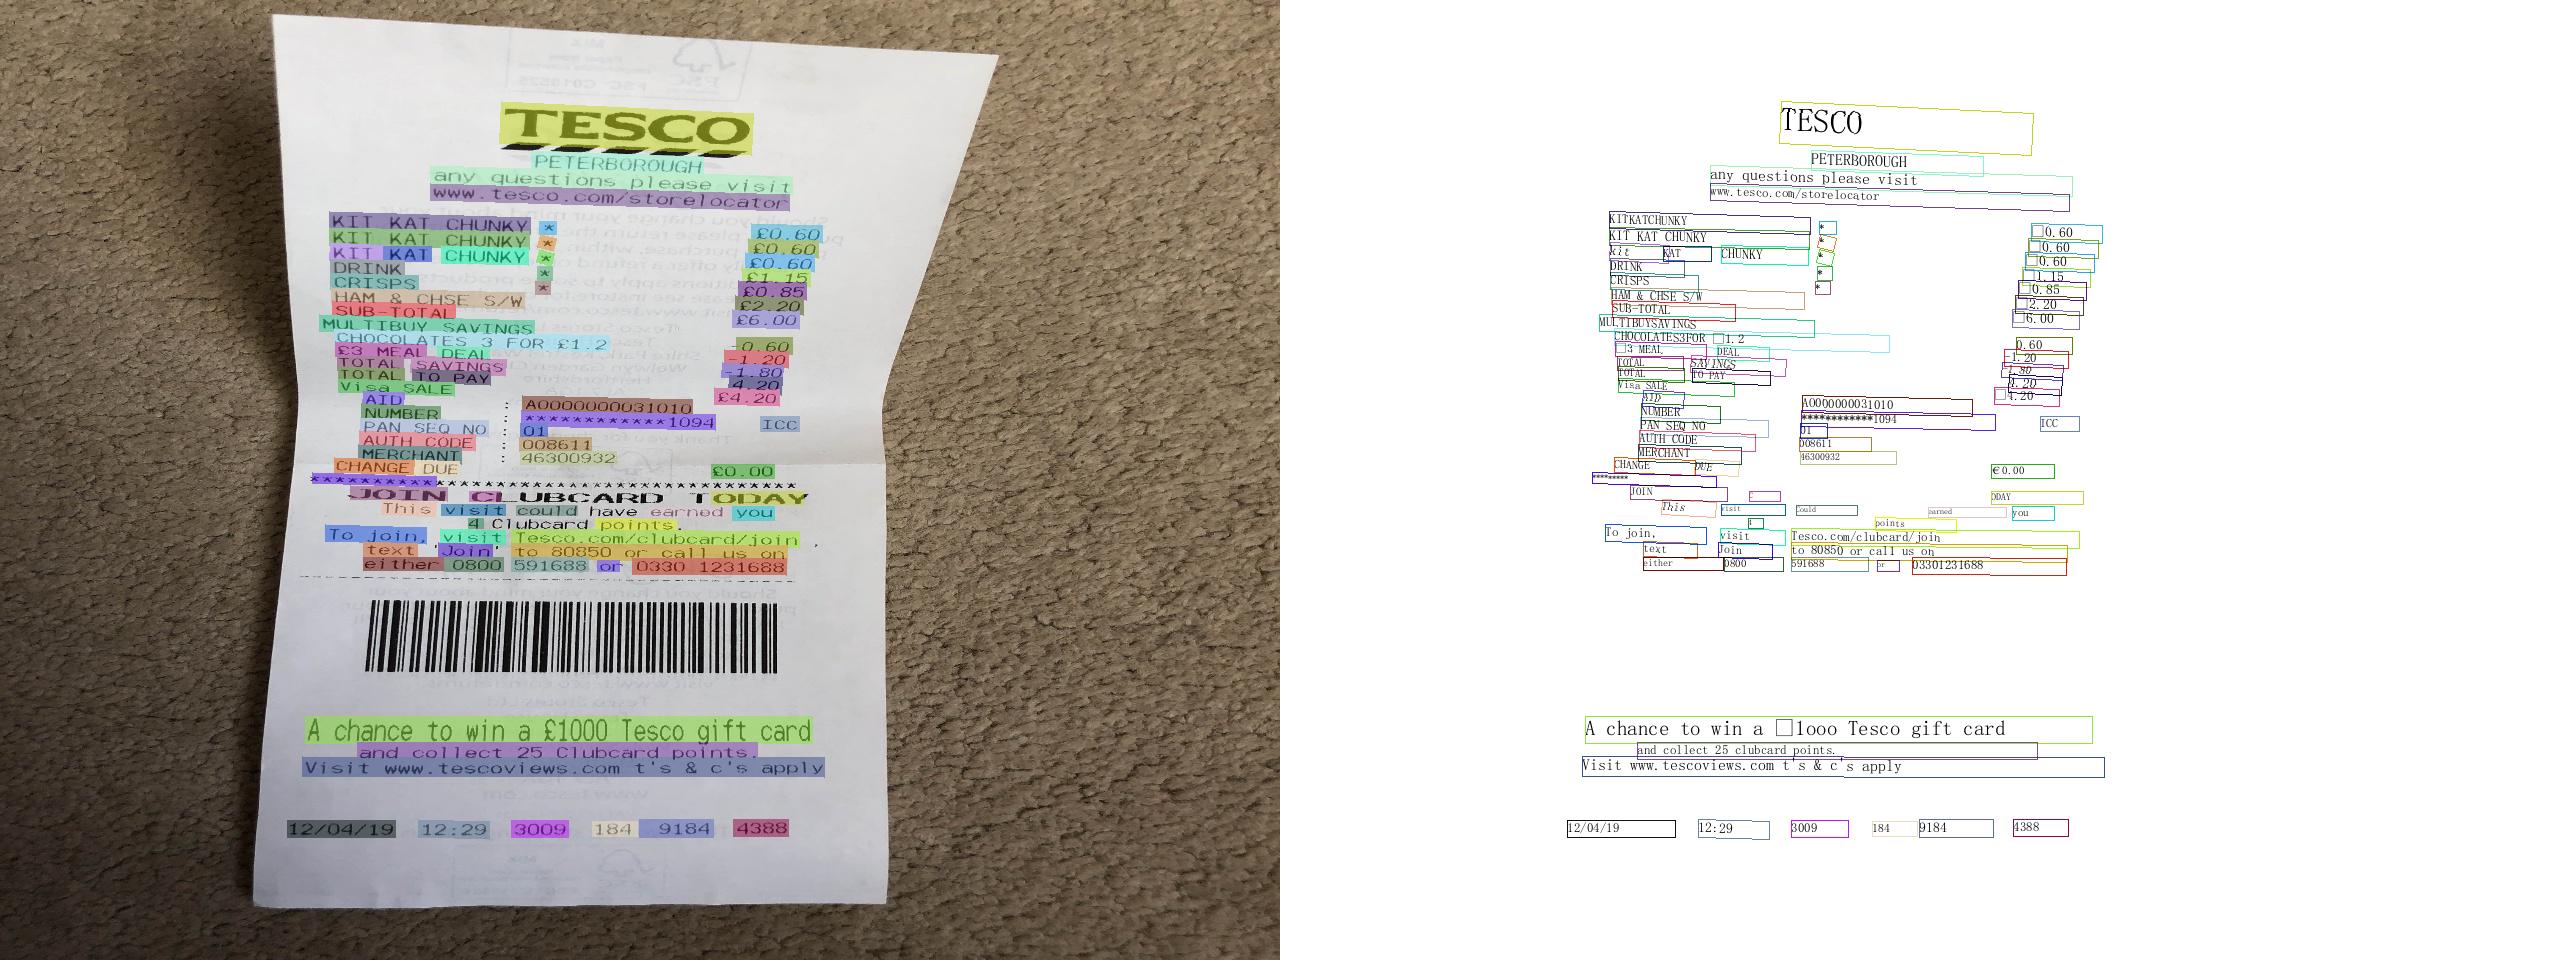 TESCO
PETERBOROUGH
any questions please visit
www.tesco.com/storelocator
KIT KAT CHUNKY * £0.60
KIT KAT CHUNKY * £0.60
KIT KAT CHUNKY * £0.60
DRINK * £1.15
CRISPS * £0.85
HAM & CHSE S/W £2.20
SUB-TOTAL £6.00
MULTIBUY SAVINGS
CHOCOLATES 3 FOR £1.2 -0.60
£3 MEAL DEAL -1.20
TOTAL SAVINGS -1.80
TOTAL TO PAY 4.20
Visa SALE £4.20
AID : A0000000031010
NUMBER : ************1094 ICC
PAN SEQ NO : 01
AUTH CODE : 008611
MERCHANT : 46300932
CHANGE DUE £0.00
JOIN CLUBCARD TODAY
This visit could have earned you
4 Clubcard points.
To join, visit Tesco.com/clubcard/join,
text 'Join' to 80850 or call us on
either 0800 591688 or 0330 1231688
A chance to win a £1000 Tesco gift card
and collect 25 Clubcard points.
Visit www.tescoviews.com t's & c's apply
12/04/19 12:29 3009 184 9184 4388
TESCO
PETERBOROUGH
any questions please visit
www.tesco.com/storelocator
KITKATCHUNKY * □0.60
KIT KAT CHUNKY * □0.60
kit KAT CHUNKY * □0.60
DRINK * □1.15
CRISPS * □0.85
HAM & CHSE S/W □2.20
SUB-TOTAL □6.00
MULTIBUYSAVINGS
CHOCOLATES3FOR □1.2 0.60
□3 MEAL DEAL -1.20
TOTAL SAVINGS -1.80
TOTAL TO PAY 4.20
Visa SALE □4.20
AID A0000000031010
NUMBER ************1094 ICC
PAN SEQ NO 01
AUTH CODE 008611
MERCHANT 46300932
CHANGE DUE €0.00
*********
JOIN ODAY
This visit Could earned you
4 points
To join, visit Tesco.com/clubcard/join
text Join to 80850 or call us on
either 0800 591688 or 03301231688
A chance to win a □1ooo Tesco gift card
and collect 25 clubcard points.
Visit www.tescoviews.com t's & c's apply
12/04/19 12:29 3009 184 9184 4388